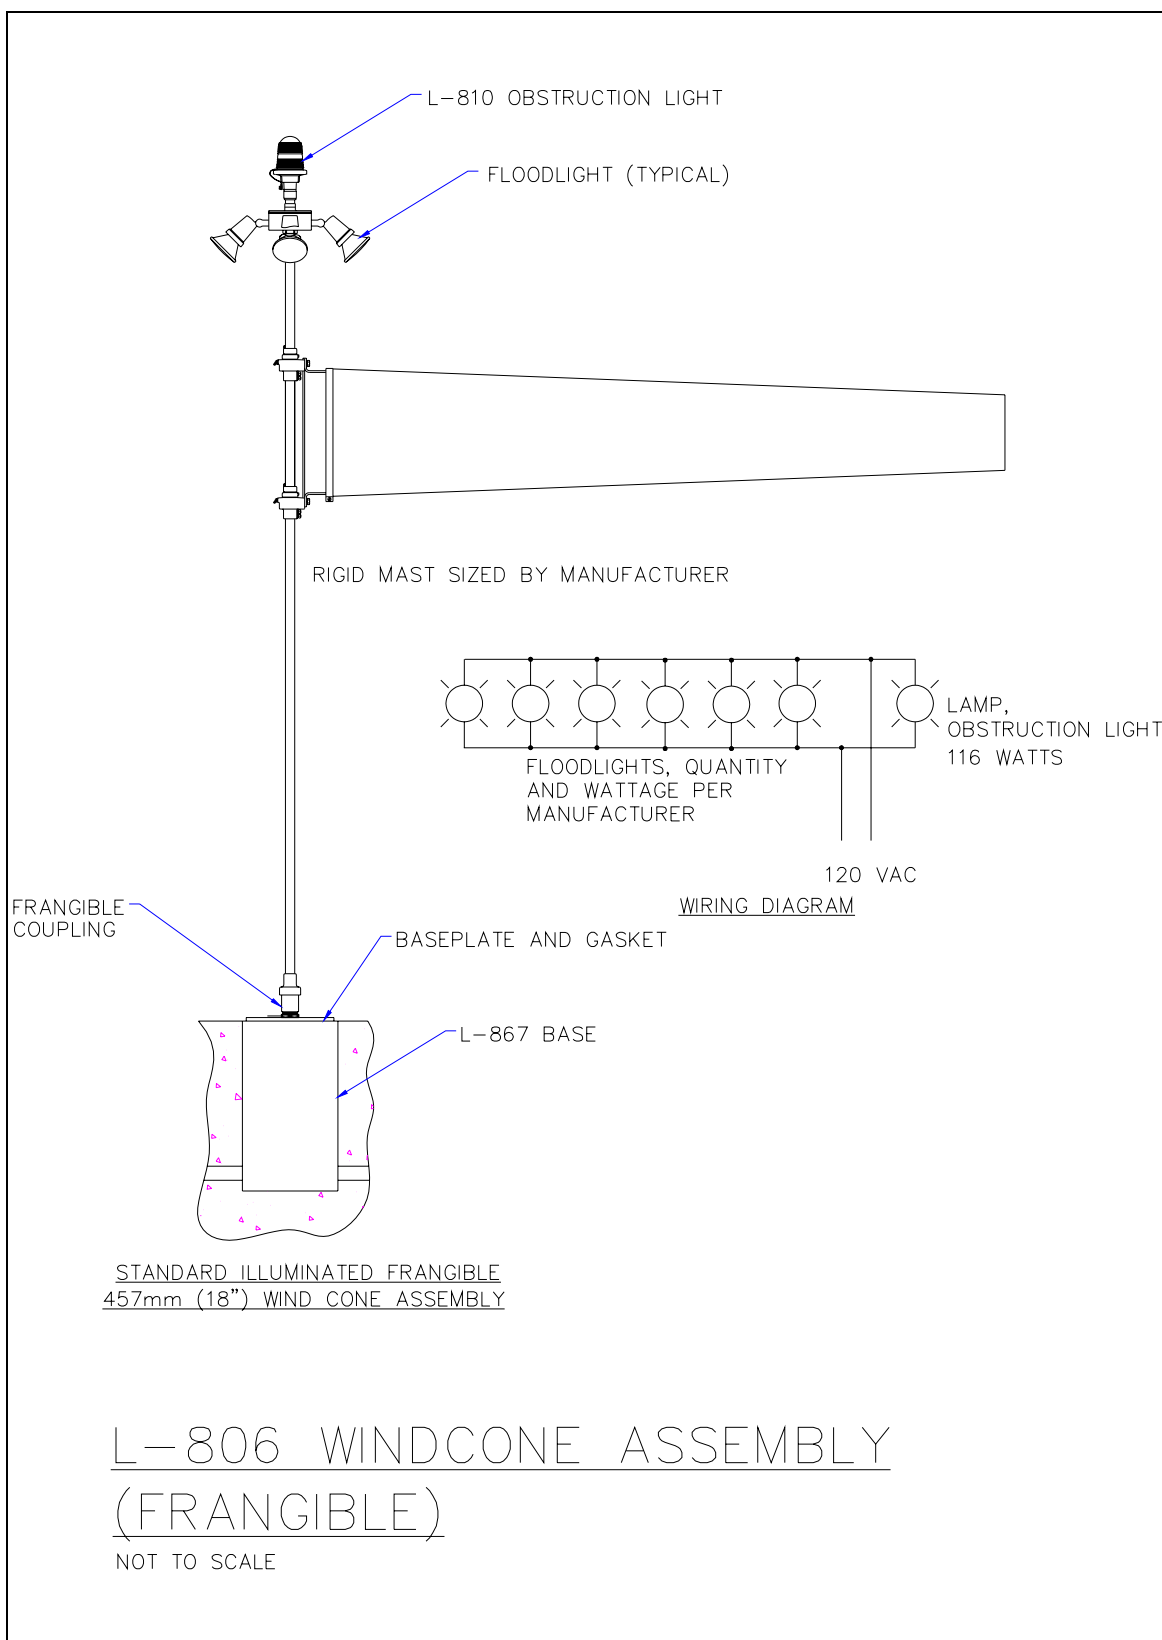 L-810 OBSTRUCTION LIGHT
FLOODLIGHT (TYPICAL)
RIGID MAST SIZED BY MANUFACTURER
LAMP,
OBSTRUCTION LIGHT
116 WATTS
FLOODLIGHTS, QUANTITY
AND WATTAGE PER
MANUFACTURER
120 VAC
WIRING DIAGRAM
FRANGIBLE
COUPLING
BASEPLATE AND GASKET
L-867 BASE
STANDARD ILLUMINATED FRANGIBLE
457mm (18") WIND CONE ASSEMBLY
L-806 WINDCONE ASSEMBLY
(FRANGIBLE)
NOT TO SCALE